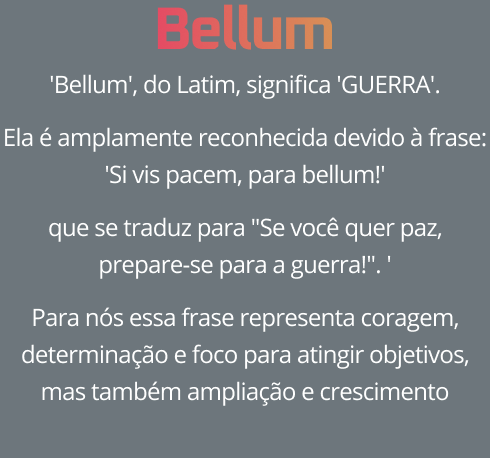 Bellum
'Bellum', do Latim, significa 'GUERRA'.
Ela é amplamente reconhecida devido à frase:
'Si vis pacem, para bellum!'
que se traduz para "Se você quer paz,
prepare-se para a guerra!". '
Para nós essa frase representa coragem,
determinação e foco para atingir objetivos,
mas também ampliação e crescimento